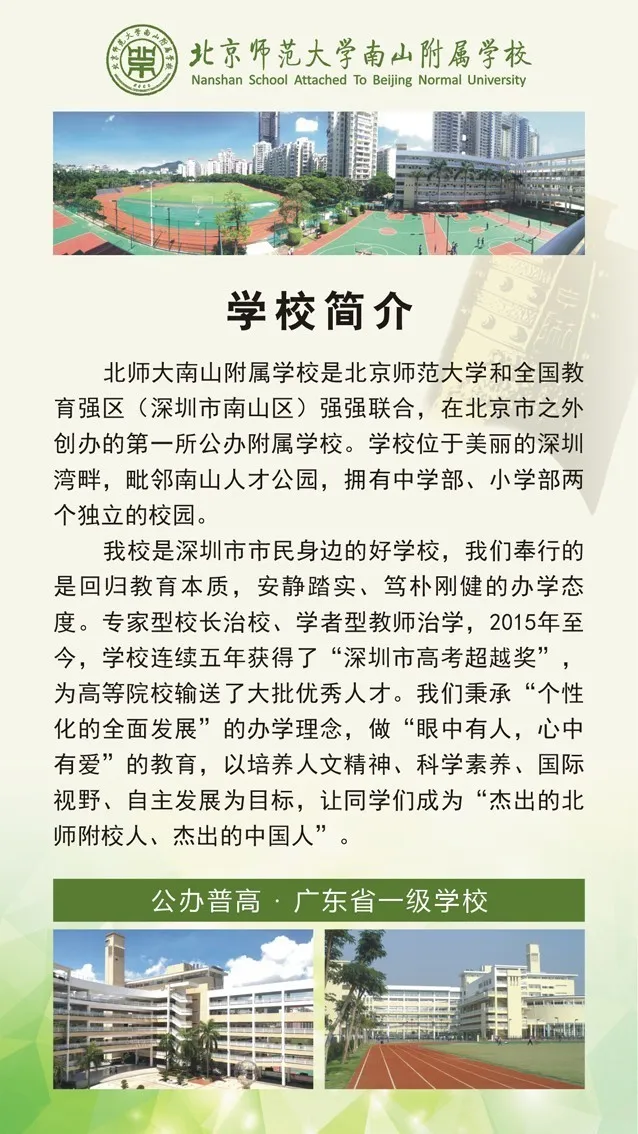 北京师范大学南山附属学校
北京师范大学南山附属学校
Nanshan School Attached To Beijing Normal University
学校简介
北师大南山附属学校是北京师范大学和全国教
育强区（深圳市南山区）强强联合，在北京市之外
创办的第一所公办附属学校。学校位于美丽的深圳
湾畔，毗邻南山人才公园，拥有中学部、小学部两
个独立的校园。
我校是深圳市市民身边的好学校，我们奉行的
是回归教育本质，安静踏实、笃朴刚健的办学态
度。专家型校长治校、学者型教师治学，2015年至
今，学校连续五年获得了“深圳市高考超越奖”，
为高等院校输送了大批优秀人才。我们秉承“个性
化的全面发展”的办学理念，做“眼中有人，心中
有爱”的教育，以培养人文精神、科学素养、国际
视野、自主发展为目标，让同学们成为“杰出的北
师附校人、杰出的中国人”。
公办普高 · 广东省一级学校